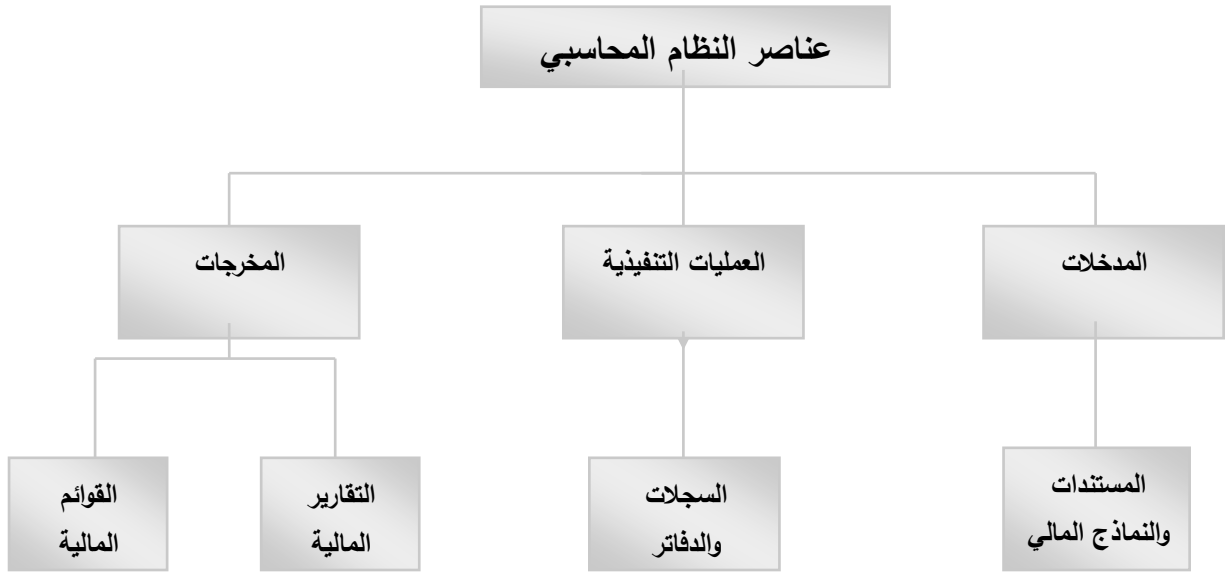 عناصر النظام المحاسبي
المدخلات
العمليات التنفيذية
المخرجات
المستندات
والنماذج المالي
السجلات
والدفاتر
التقارير
المالية
القوائم
المالية